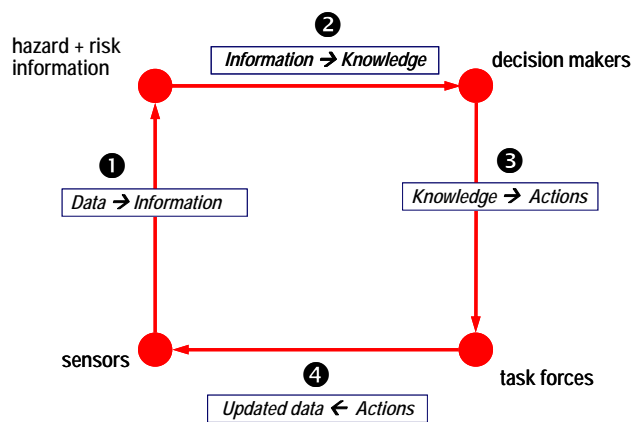 ❷
hazard + risk
information
Information → Knowledge
decision makers
❶
❸
Data → Information
Knowledge → Actions
sensors
task forces
❹
Updated data ← Actions